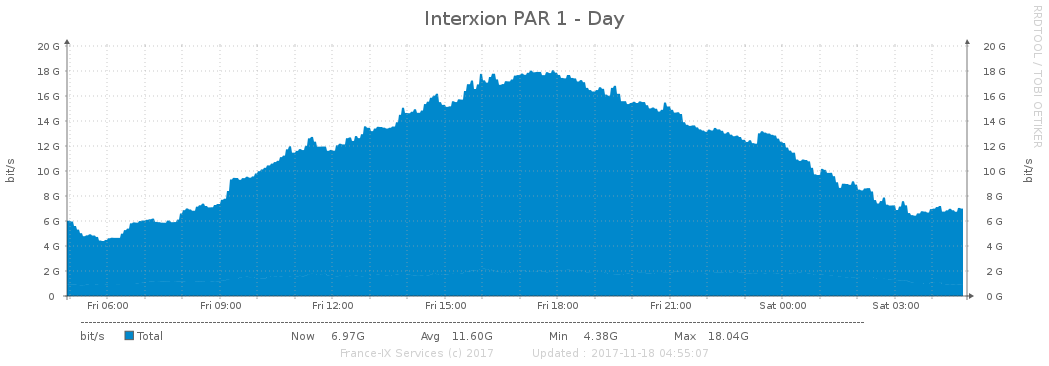 Interxion PAR 1 - Day
RRDTOOL / TOBI OETIKER
20 G 20 G
18 G 18 G
16 G 16 G
14 G 14 G
12 G 12 G
10 G 10 G
8 G 8 G
6 G 6 G
4 G 4 G
2 G 2 G
0 0 G
bit/s
bit/s
Fri 06:00 Fri 09:00 Fri 12:00 Fri 15:00 Fri 18:00 Fri 21:00 Sat 00:00 Sat 03:00
bit/s Total Now 6.97G Avg 11.60G Min 4.38G Max 18.04G
France-IX Services (c) 2017 Updated : 2017-11-18 04:55:07